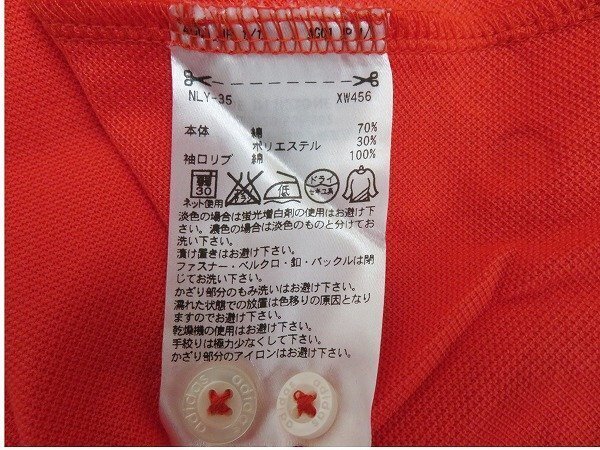 NLY-35 XW456
本体 綿 70%
ポリエステル 30%
袖口リブ 綿 100%
30 低 ドライ
セキユ系
ネット使用
淡色の場合は蛍光増白剤の使用はお避け下
さい。濃色の場合は淡色のものと分けてお
洗い下さい。
漬け置きはお避け下さい。
ファスナー・ベルクロ・釦・バックルは閉
じてお洗い下さい。
かざり部分のもみ洗いはお避け下さい。
濡れた状態での放置は色移りの原因となり
ますのでお避け下さい。
乾燥機の使用はお避け下さい。
手絞りは極力少なくして下さい。
かざり部分のアイロンはお避け下さい。
adidas adidas adidas